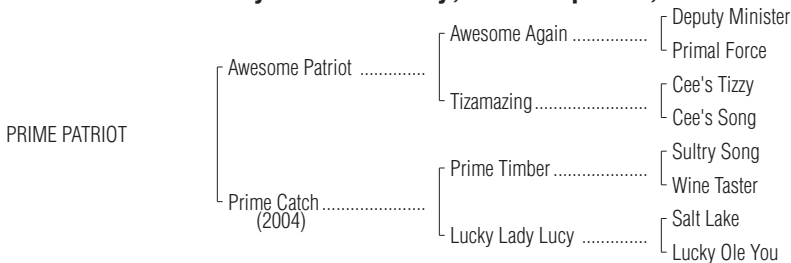 Deputy Minister
Awesome Again ...............
Primal Force
Awesome Patriot ..............
Cee's Tizzy
Tizamazing......................
Cee's Song
PRIME PATRIOT
Sultry Song
Prime Timber ...................
Wine Taster
Prime Catch ......................
(2004)
Salt Lake
Lucky Lady Lucy ..............
Lucky Ole You